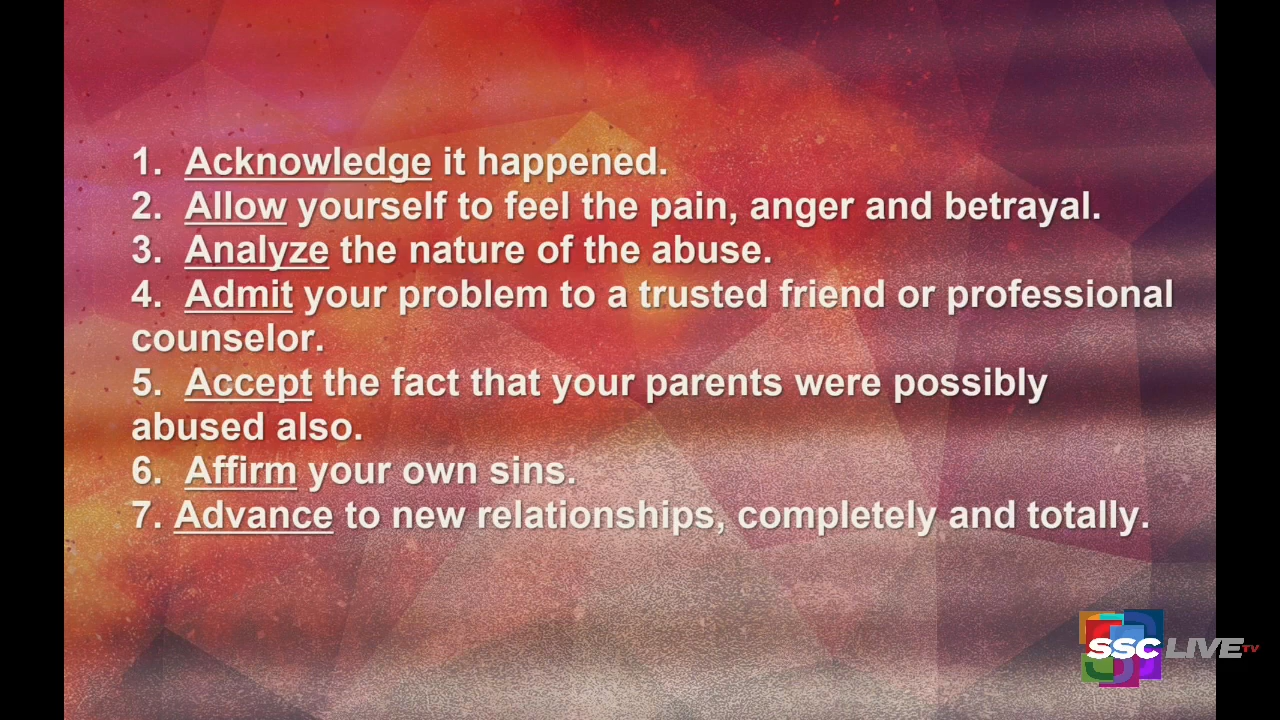 1. Acknowledge it happened.
2. Allow yourself to feel the pain, anger and betrayal.
3. Analyze the nature of the abuse.
4. Admit your problem to a trusted friend or professional
counselor.
5. Accept the fact that your parents were possibly
abused also.
6. Affirm your own sins.
7. Advance to new relationships, completely and totally.
SSC LIVE TV